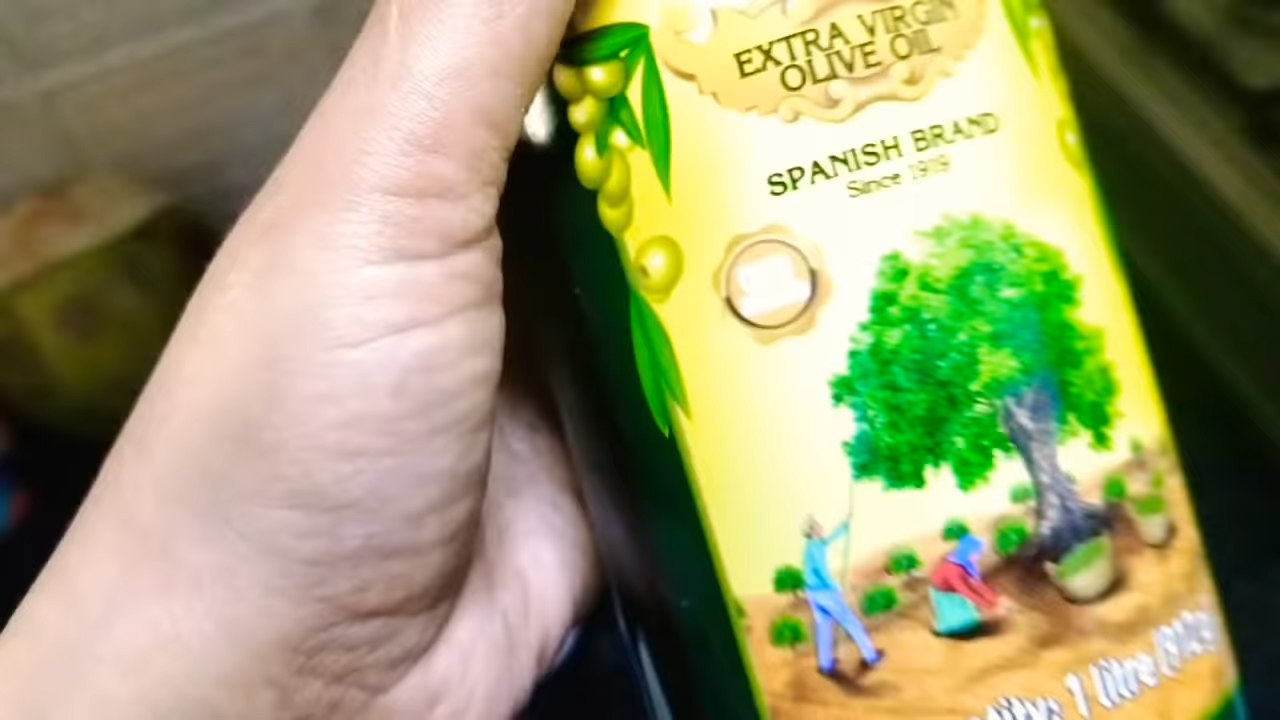 EXTRA VIRGIN
OLIVE OIL
SPANISH BRAND
Since 1919
1 litre